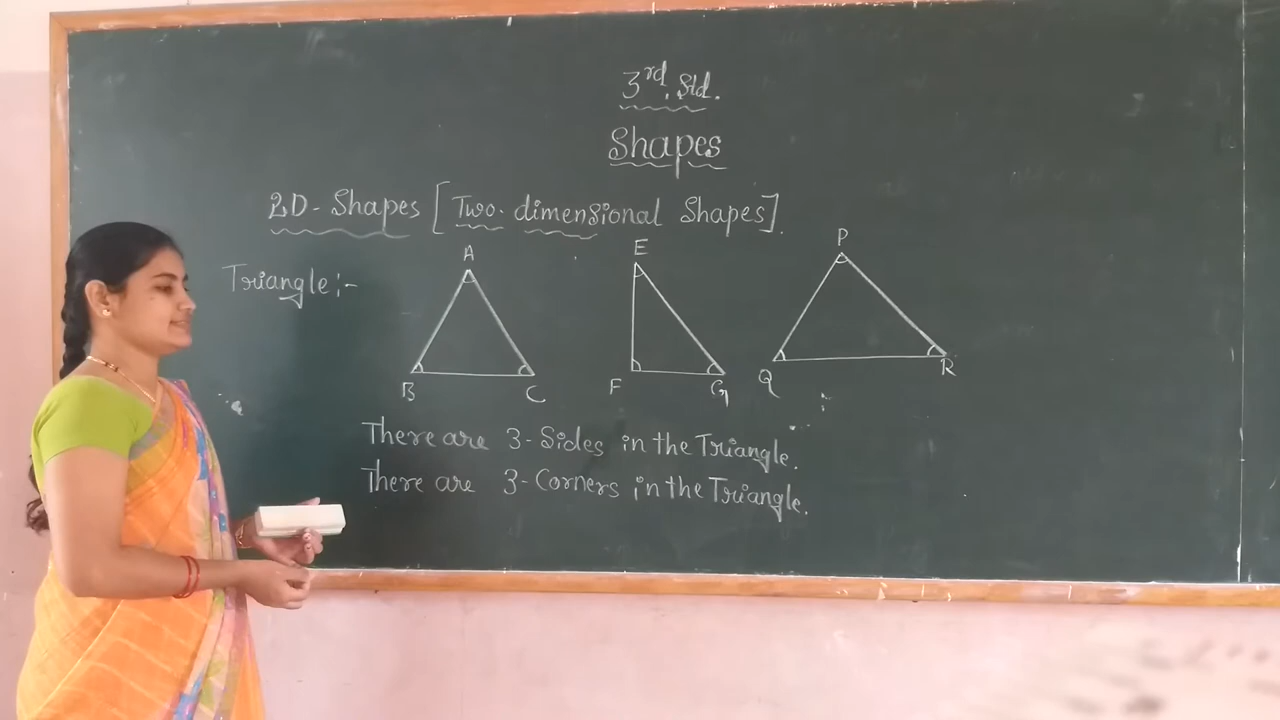 3rd. Std.
Shapes
2D - Shapes [Two-dimensional Shapes].
Triangle :-
A
B
C
E
F
G
P
Q
R
There are 3-Sides in the Triangle.
There are 3-Corners in the Triangle.